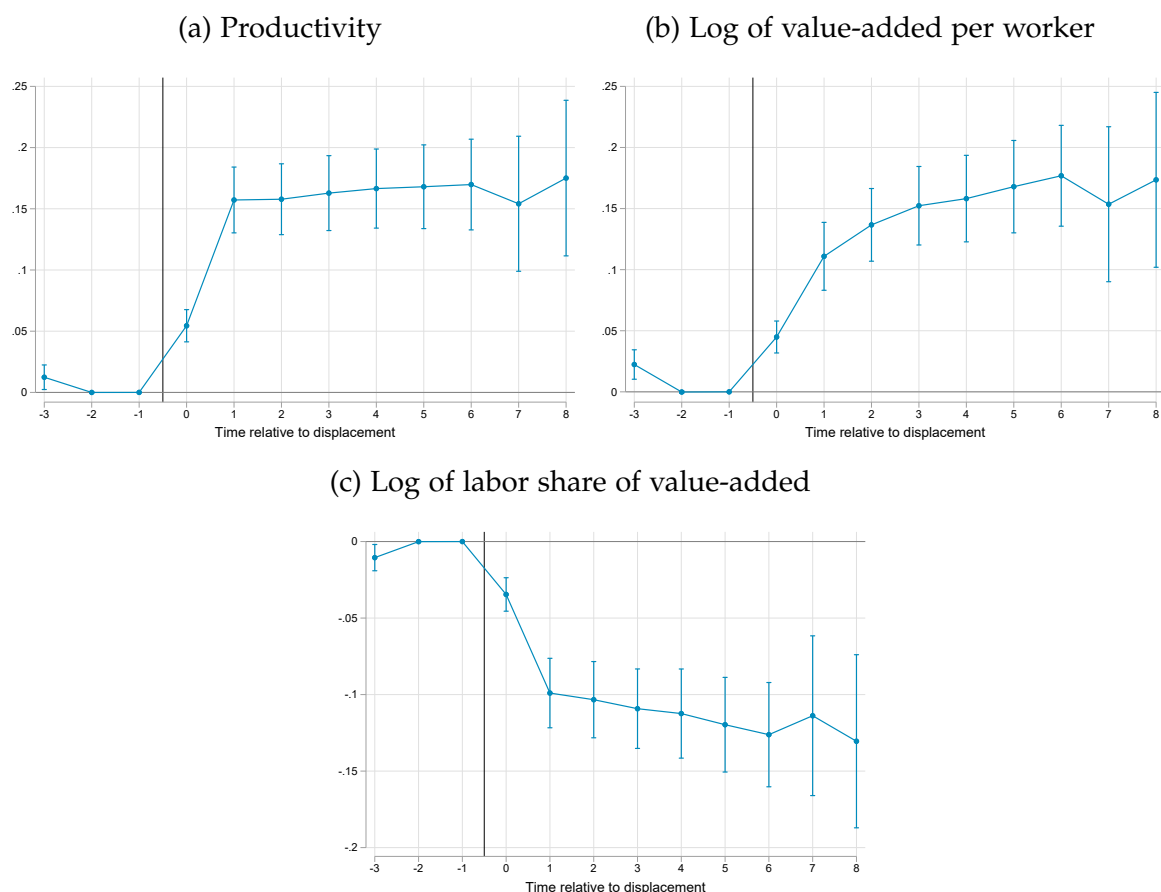 (a) Productivity
(b) Log of value-added per worker
.25
.2
.15
.1
.05
0
-3 -2 -1 0 1 2 3 4 5 6 7 8
Time relative to displacement
.25
.2
.15
.1
.05
0
-3 -2 -1 0 1 2 3 4 5 6 7 8
Time relative to displacement
(c) Log of labor share of value-added
0
-.05
-.1
-.15
-.2
-3 -2 -1 0 1 2 3 4 5 6 7 8
Time relative to displacement